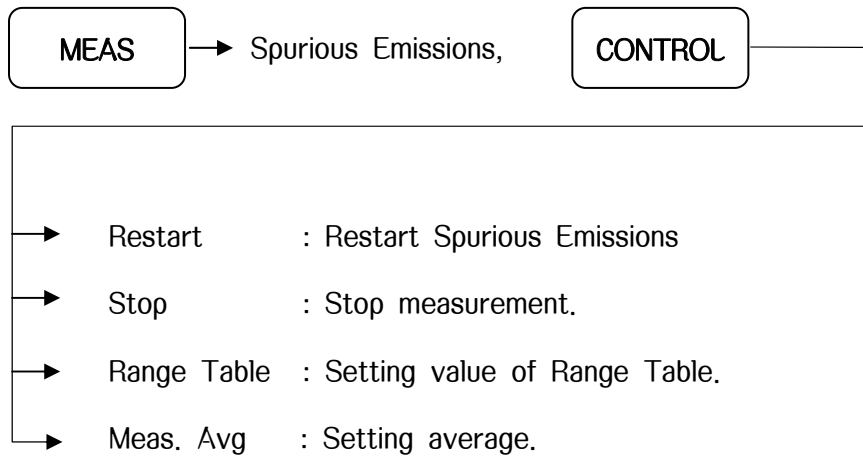 MEAS Spurious Emissions, CONTROL
Restart : Restart Spurious Emissions
Stop : Stop measurement.
Range Table : Setting value of Range Table.
Meas. Avg : Setting average.